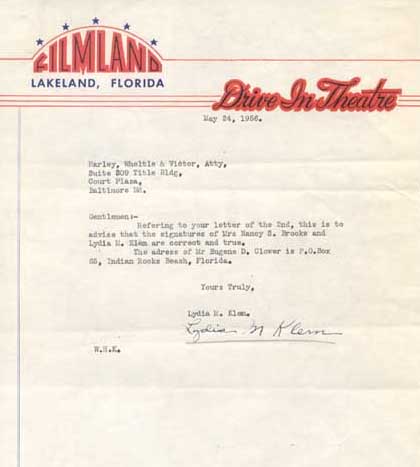 FILMLAND
LAKELAND, FLORIDA
Drive In Theatre
May 24, 1956.
Harley, Wheltle & Victor, Atty,
Suite 209 Title Bldg,
Court Plaza,
Baltimore Md.
Gentlemen:-
Refering to your letter of the 2nd, this is to
advise that the signatures of Mrs Nancy S. Brooks and
Lydia M. Klem are correct and true.
The adress of Mr Eugene D. Clower is P.O.Box
55, Indian Rocks Beach, Florida.
Yours Truly,
Lydia M. Klem.
Lydia M Klem
W.H.K.